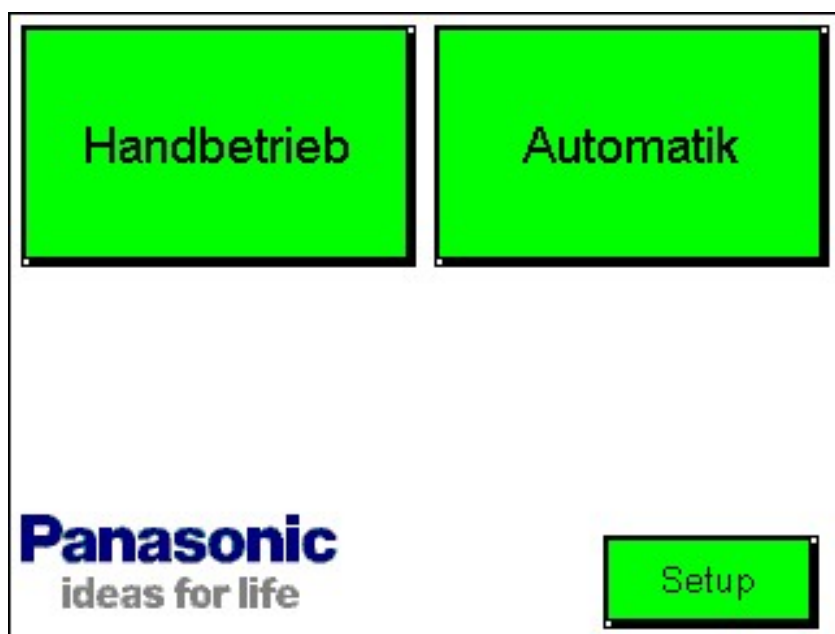 Handbetrieb
Automatik
Panasonic
ideas for life
Setup